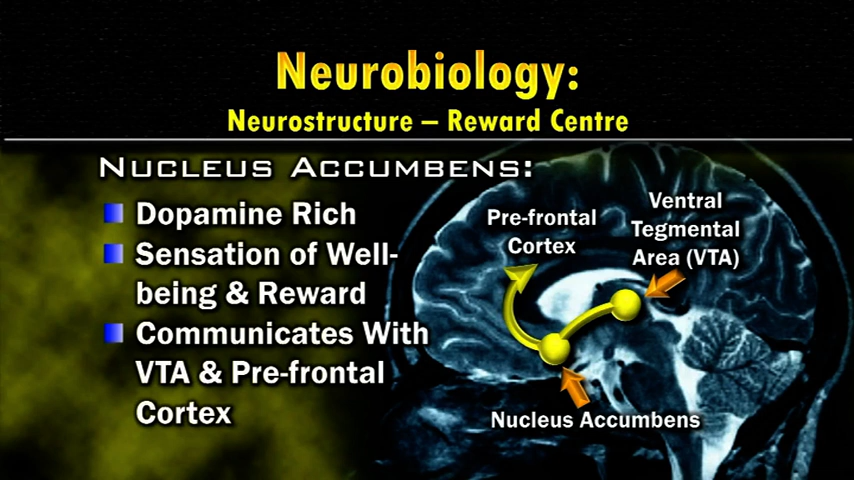 Neurobiology:
Neurostructure – Reward Centre
NUCLEUS ACCUMBENS:
Dopamine Rich
Sensation of Well-
being & Reward
Communicates With
VTA & Pre-frontal
Cortex
Pre-frontal
Cortex
Ventral
Tegmental
Area (VTA)
Nucleus Accumbens